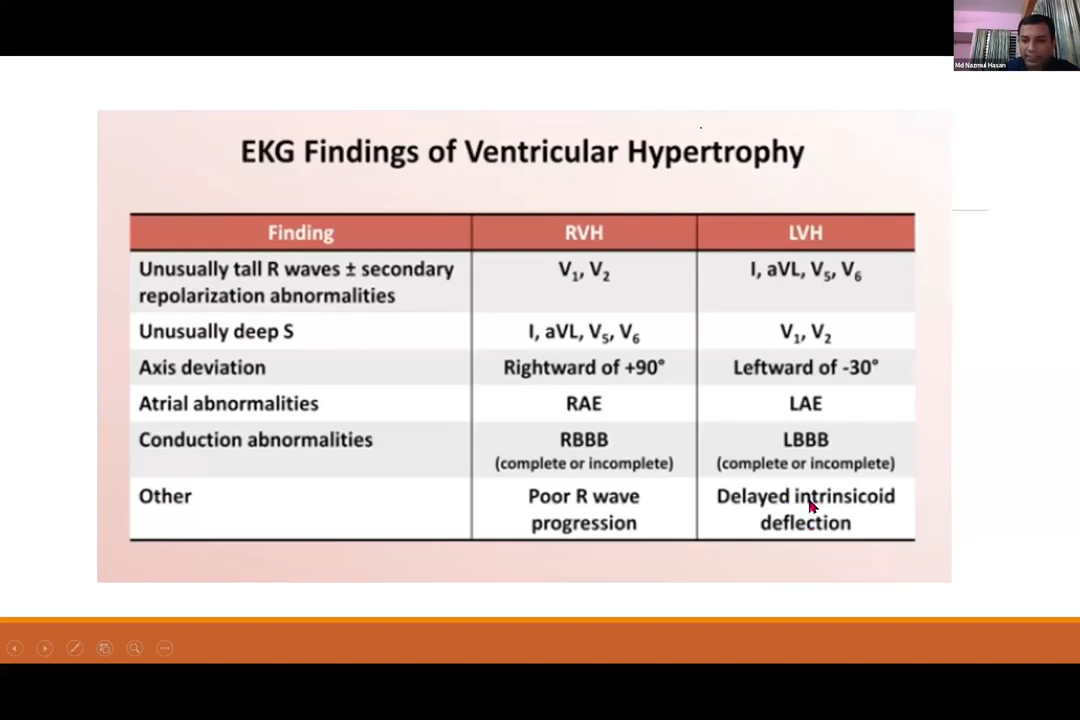 Md Nazmul Hasan
EKG Findings of Ventricular Hypertrophy
Finding RVH LVH
Unusually tall R waves ± secondary repolarization abnormalities V₁, V₂ I, aVL, V₅, V₆
Unusually deep S I, aVL, V₅, V₆ V₁, V₂
Axis deviation Rightward of +90° Leftward of -30°
Atrial abnormalities RAE LAE
Conduction abnormalities RBBB LBBB
(complete or incomplete) (complete or incomplete)
Other Poor R wave Delayed intrinsicoid
progression deflection